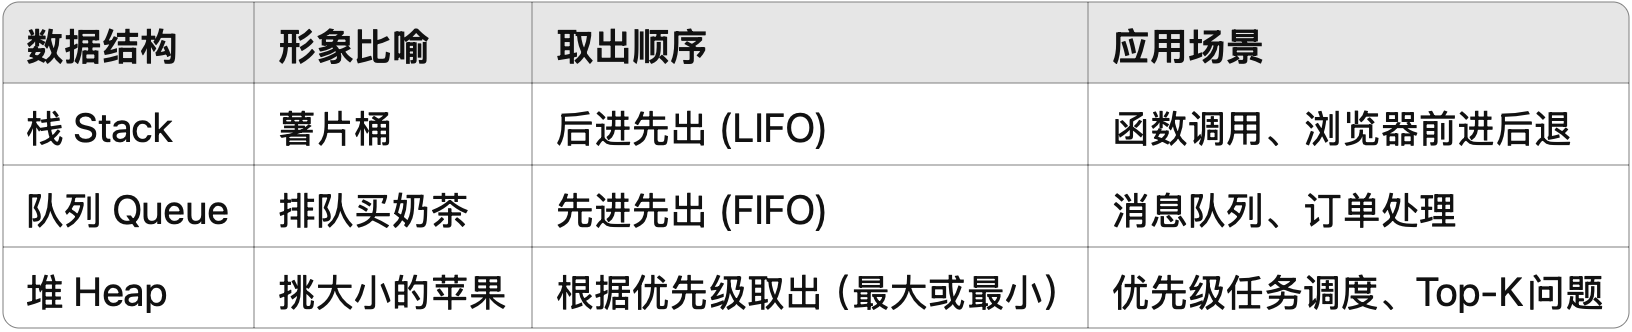 数据结构 形象比喻 取出顺序 应用场景
栈 Stack 薯片桶 后进先出 (LIFO) 函数调用、浏览器前进后退
队列 Queue 排队买奶茶 先进先出 (FIFO) 消息队列、订单处理
堆 Heap 挑大小的苹果 根据优先级取出（最大或最小） 优先级任务调度、Top-K问题